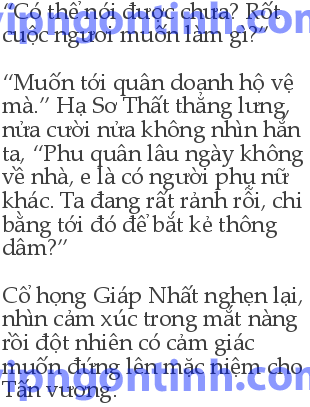 “Có thể nói được chưa? Rốt
cuộc ngươi muốn làm gì?”
“Muốn tới quân doanh hộ vệ
mà.” Hạ Sơ Thất thẳng lưng,
nửa cười nửa không nhìn hắn
ta, “Phu quân lâu ngày không
về nhà, e là có người phụ nữ
khác. Ta đang rất rảnh rỗi, chi
bằng tới đó để bắt kẻ thông
dâm?”
Cổ họng Giáp Nhất nghẹn lại,
nhìn cảm xúc trong mắt nàng
rồi đột nhiên có cảm giác
muốn đứng lên mặc niệm cho
Tấn vương.
vipngontinh.com
vipngontinh.com